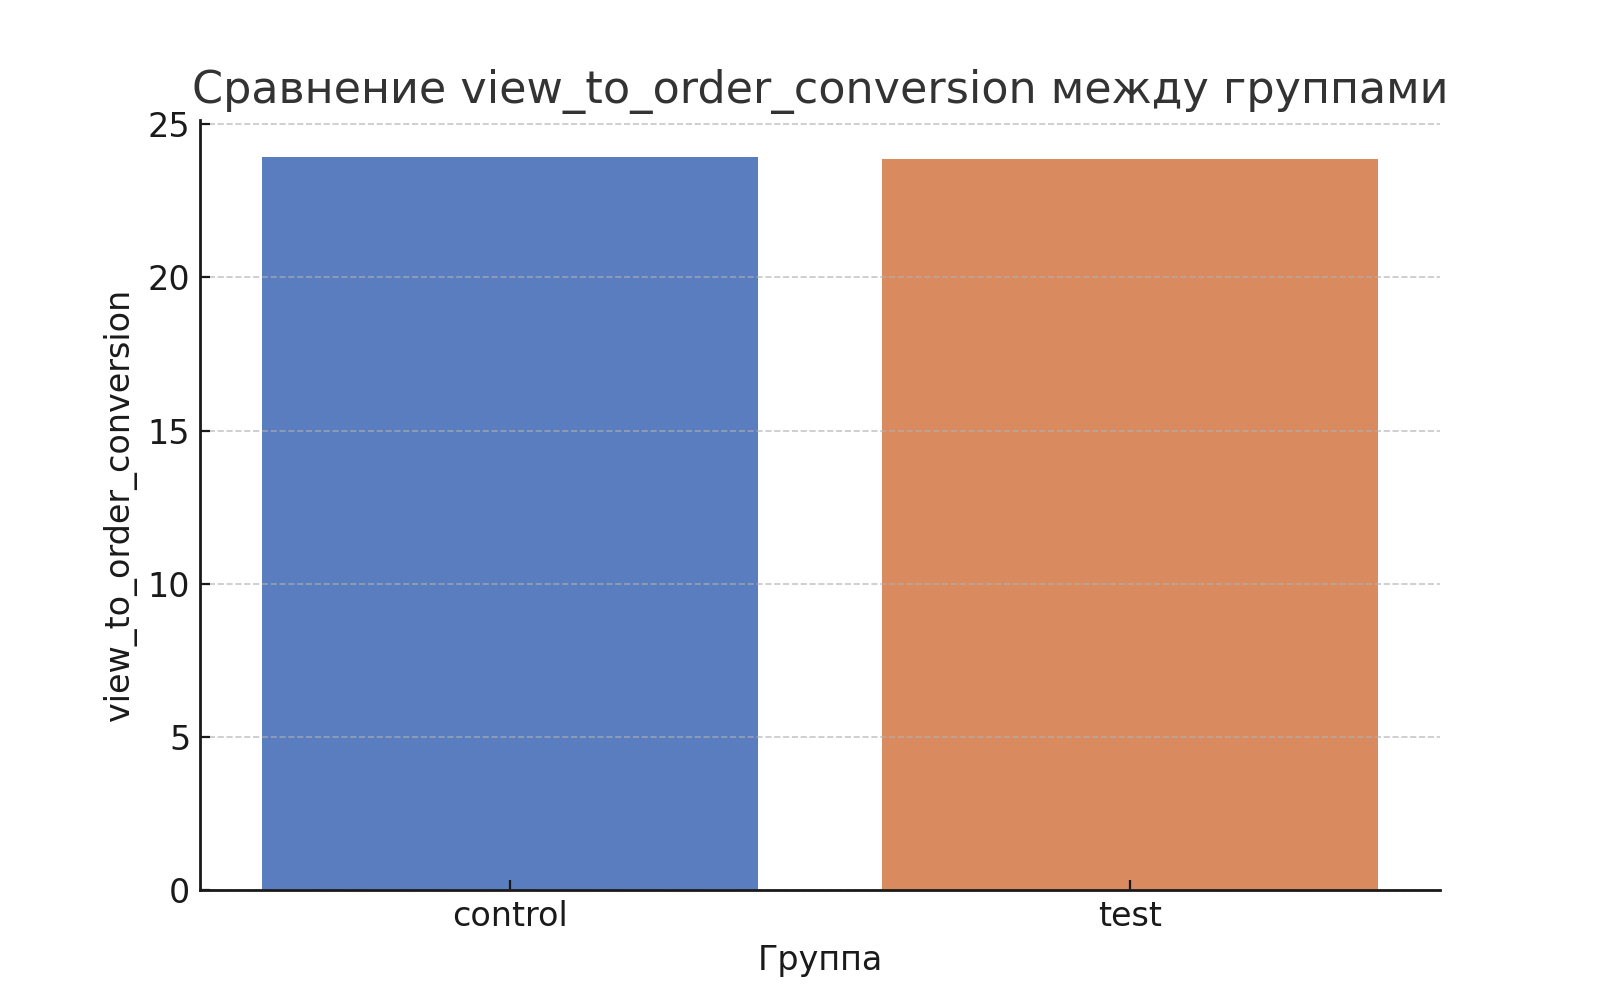 Сравнение view_to_order_conversion между группами
25
20
15
10
5
0
view_to_order_conversion
control
test
Группа